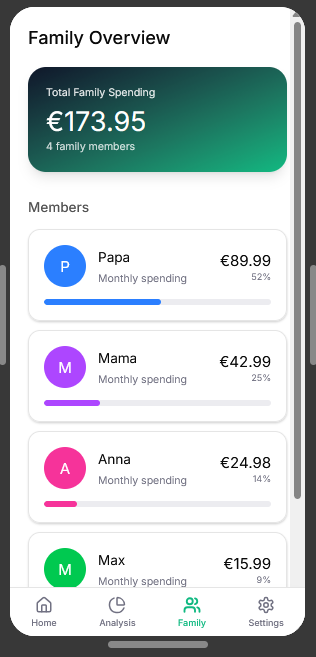 Family Overview
Total Family Spending
€173.95
4 family members
Members
P
Papa
€89.99
Monthly spending
52%
M
Mama
€42.99
Monthly spending
25%
A
Anna
€24.98
Monthly spending
14%
M
Max
€15.99
Monthly spending
9%
Home
Analysis
Family
Settings